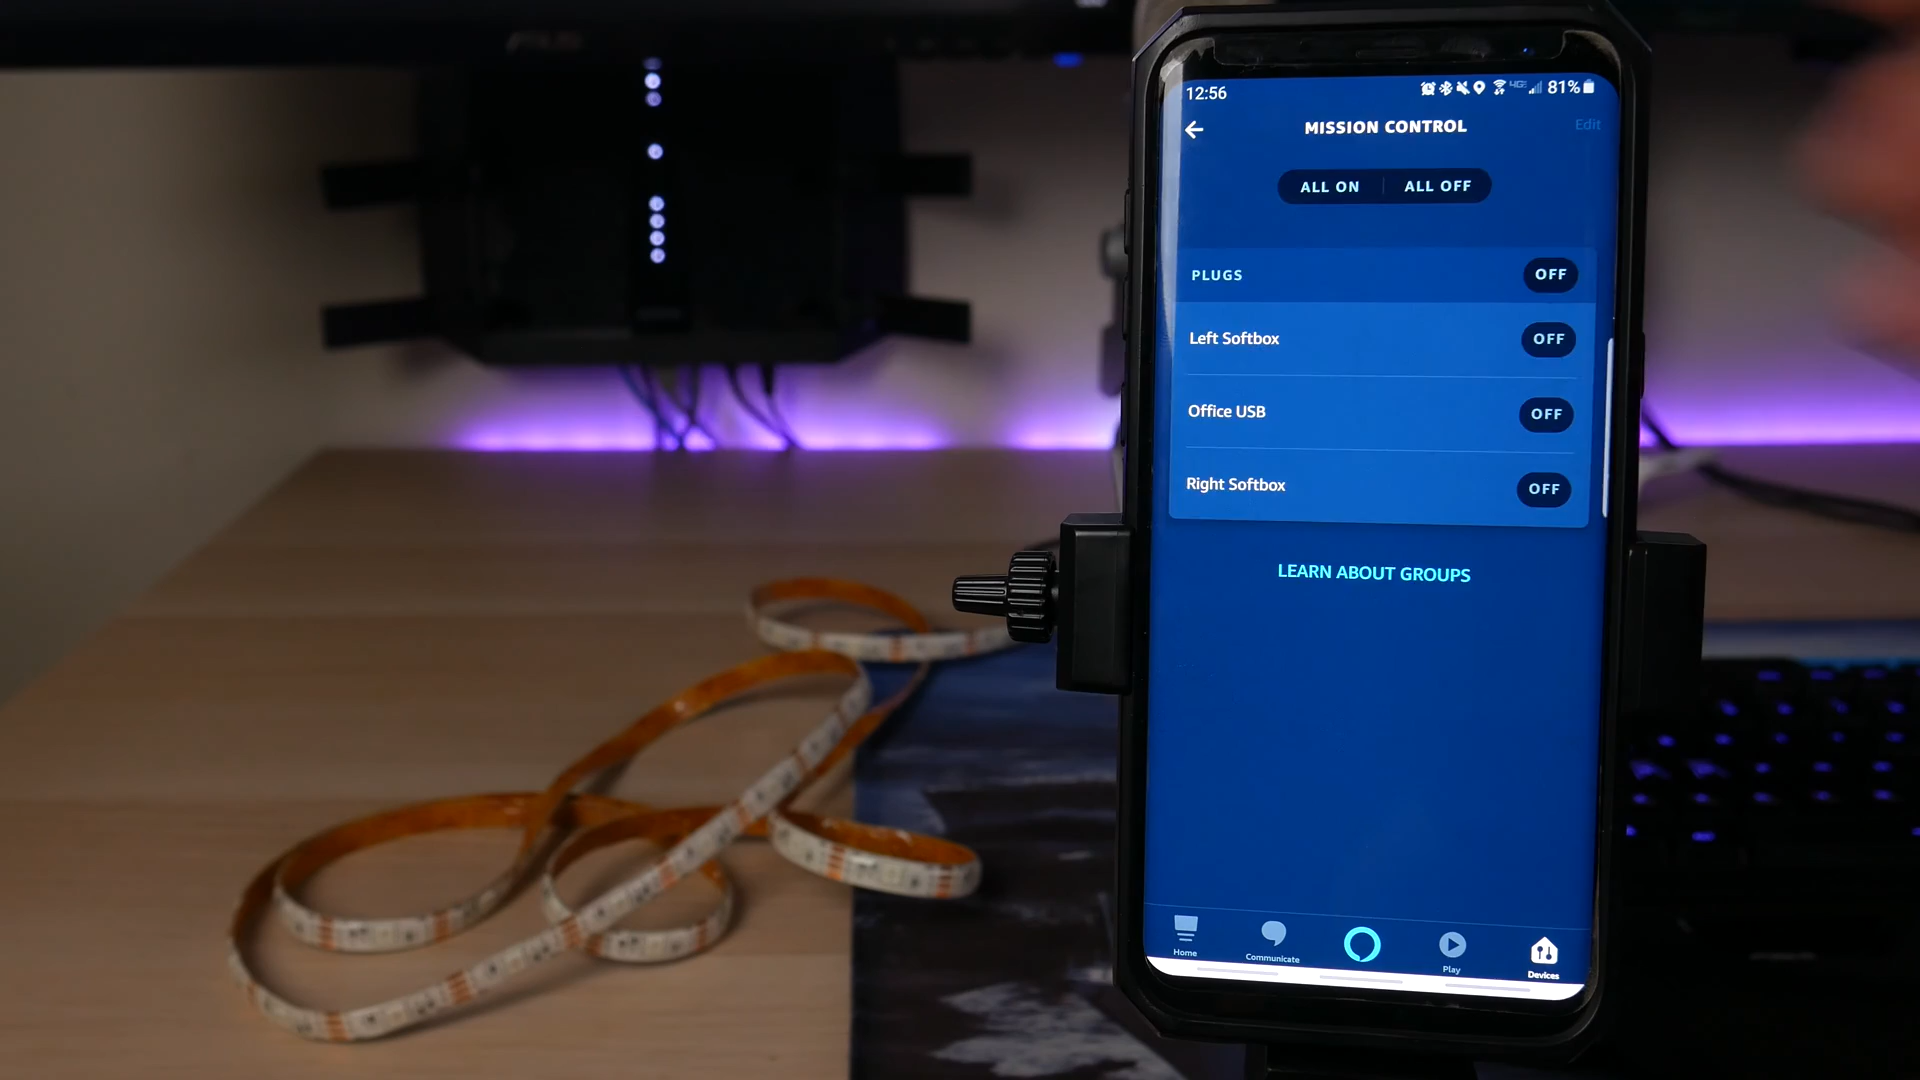 12:56
81%
MISSION CONTROL
Edit
ALL ON
ALL OFF
PLUGS
OFF
Left Softbox
OFF
Office USB
OFF
Right Softbox
OFF
LEARN ABOUT GROUPS
Home
Communicate
Play
Devices